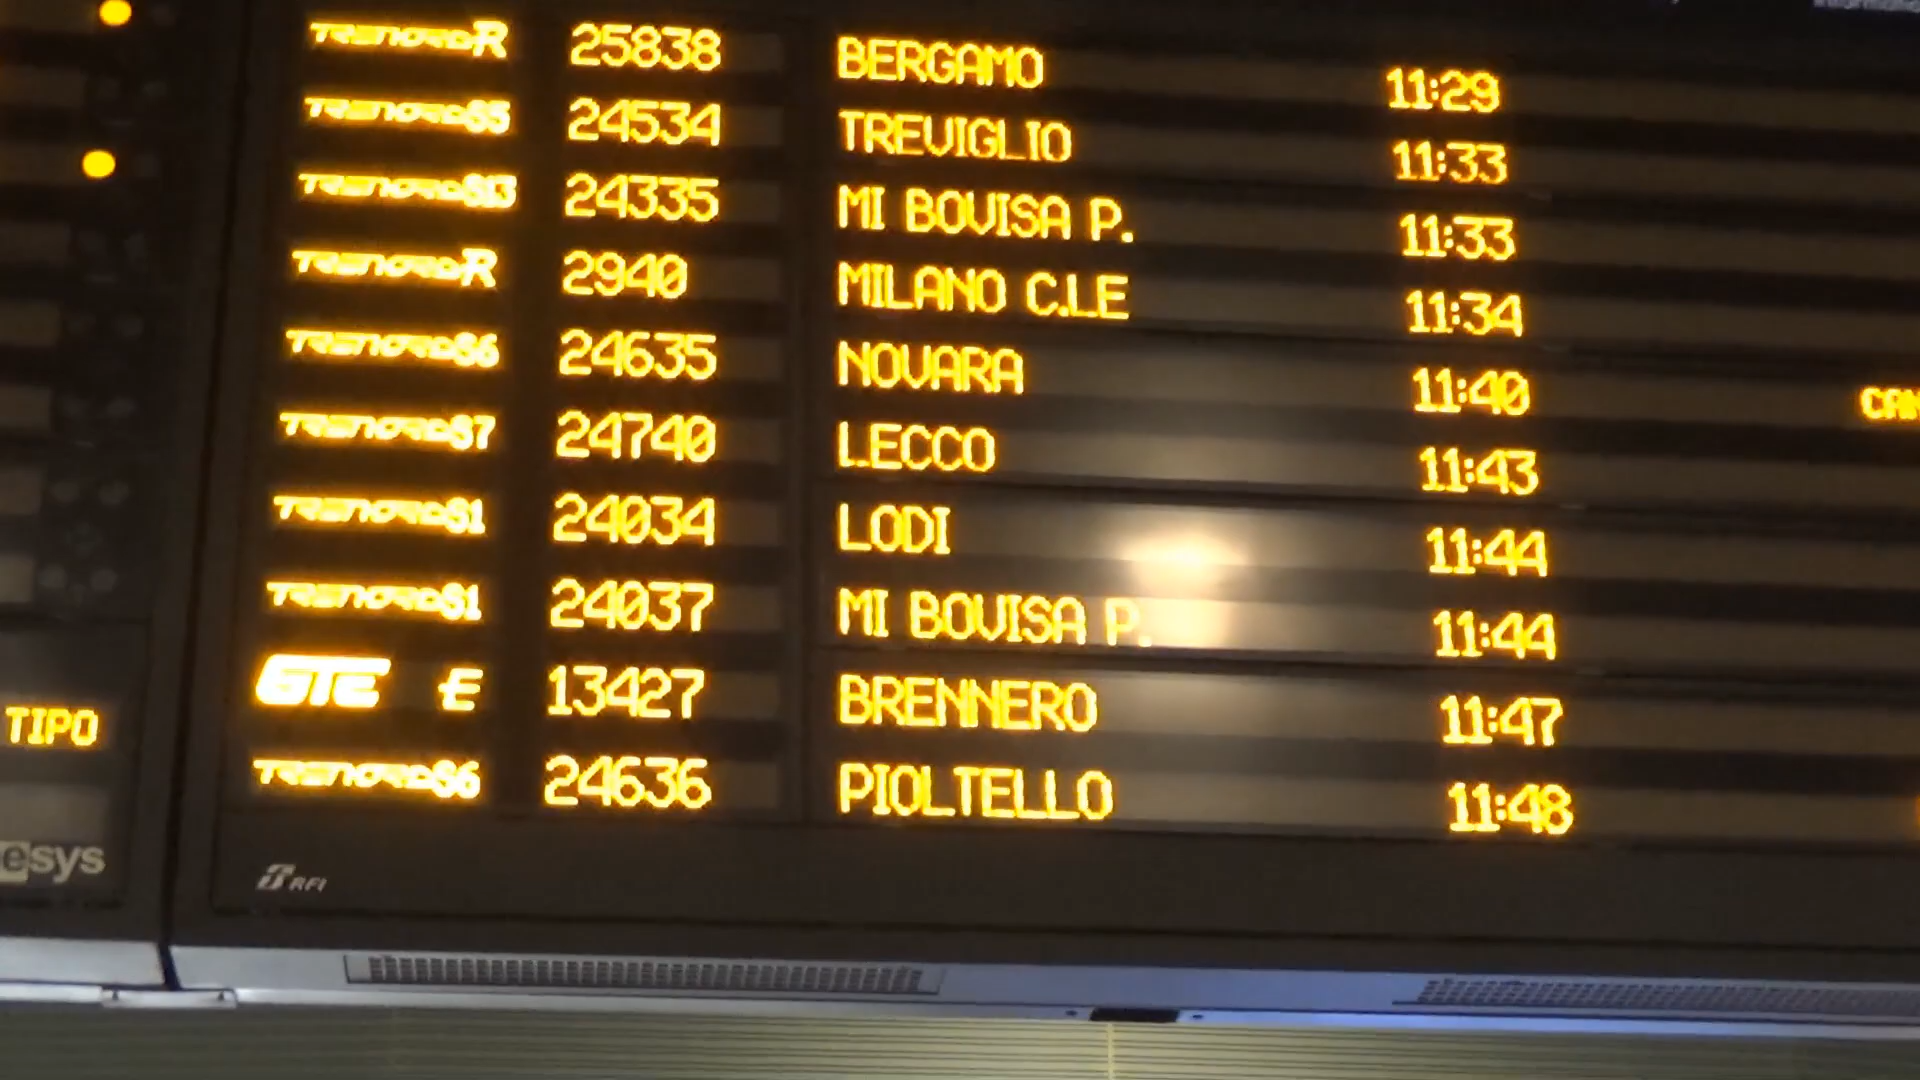 TRENORD R 25838 BERGAMO 11:29
TRENORD S5 24534 TREVIGLIO 11:33
TRENORD S13 24335 MI BOVISA P. 11:33
TRENORD R 2940 MILANO C.LE 11:34
TRENORD S6 24635 NOVARA 11:40 CAN
TRENORD S7 24740 LECCO 11:43
TRENORD S1 24034 LODI 11:44
TRENORD S1 24037 MI BOVISA P. 11:44
E 13427 BRENNERO 11:47
TIPO
TRENORD S6 24636 PIOLTELLO 11:48
esys
RFI